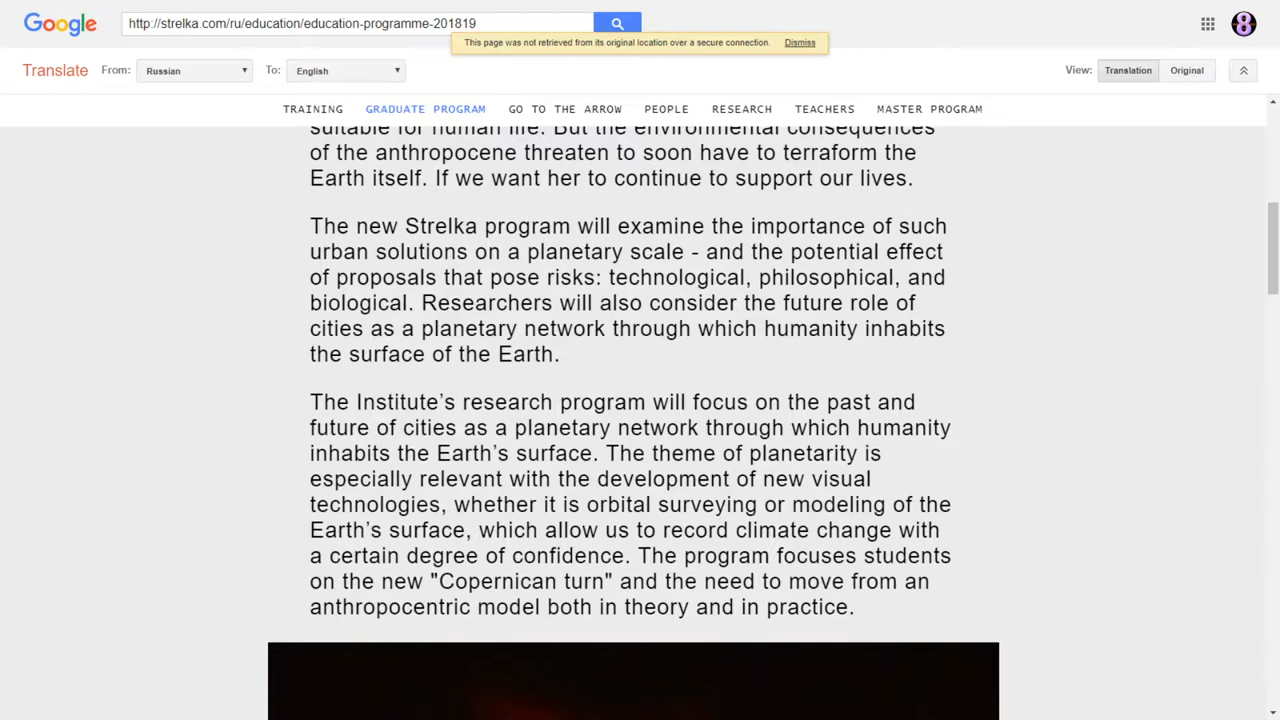 Google
http://strelka.com/ru/education/education-programme-201819
8
This page was not retrieved from its original location over a secure connection. Dismiss
Translate From: Russian To: English View: Translation Original
TRAINING GRADUATE PROGRAM GO TO THE ARROW PEOPLE RESEARCH TEACHERS MASTER PROGRAM
suitable for human life. But the environmental consequences
of the anthropocene threaten to soon have to terraform the
Earth itself. If we want her to continue to support our lives.
The new Strelka program will examine the importance of such
urban solutions on a planetary scale - and the potential effect
of proposals that pose risks: technological, philosophical, and
biological. Researchers will also consider the future role of
cities as a planetary network through which humanity inhabits
the surface of the Earth.
The Institute’s research program will focus on the past and
future of cities as a planetary network through which humanity
inhabits the Earth’s surface. The theme of planetarity is
especially relevant with the development of new visual
technologies, whether it is orbital surveying or modeling of the
Earth’s surface, which allow us to record climate change with
a certain degree of confidence. The program focuses students
on the new "Copernican turn" and the need to move from an
anthropocentric model both in theory and in practice.